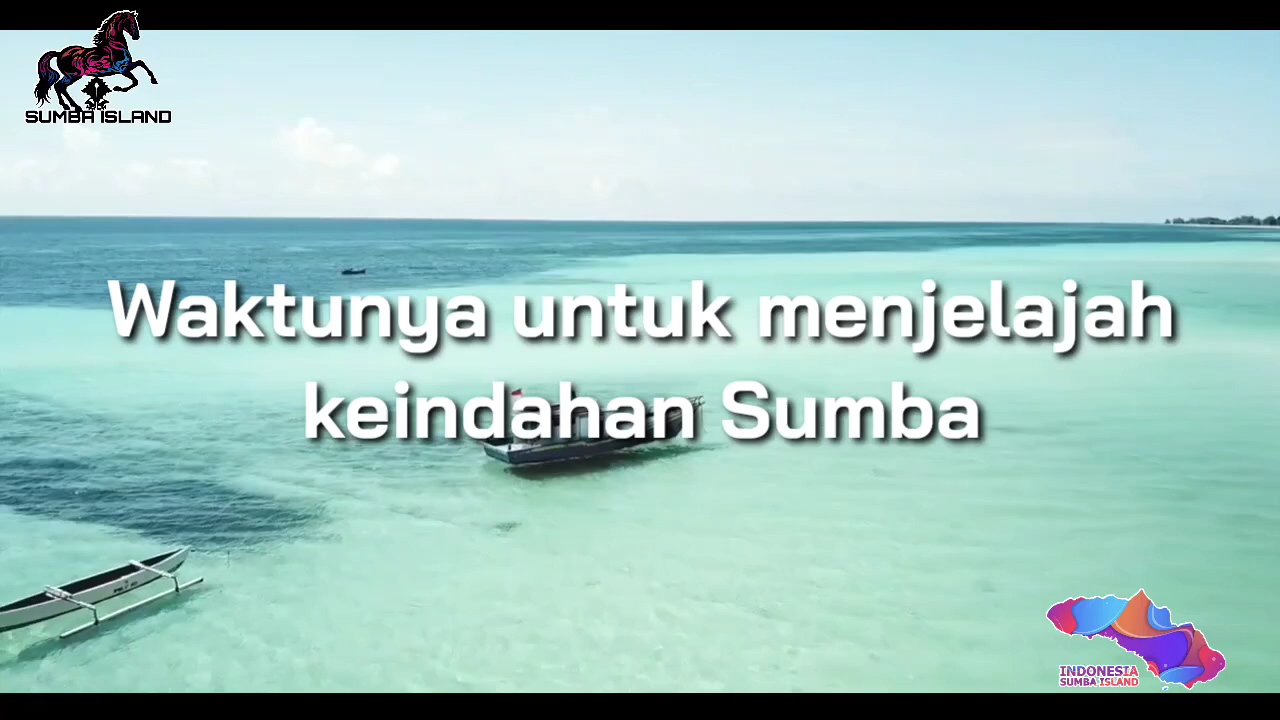 SUMBA ISLAND
Waktunya untuk menjelajah
keindahan Sumba
INDONESIA
SUMBA ISLAND